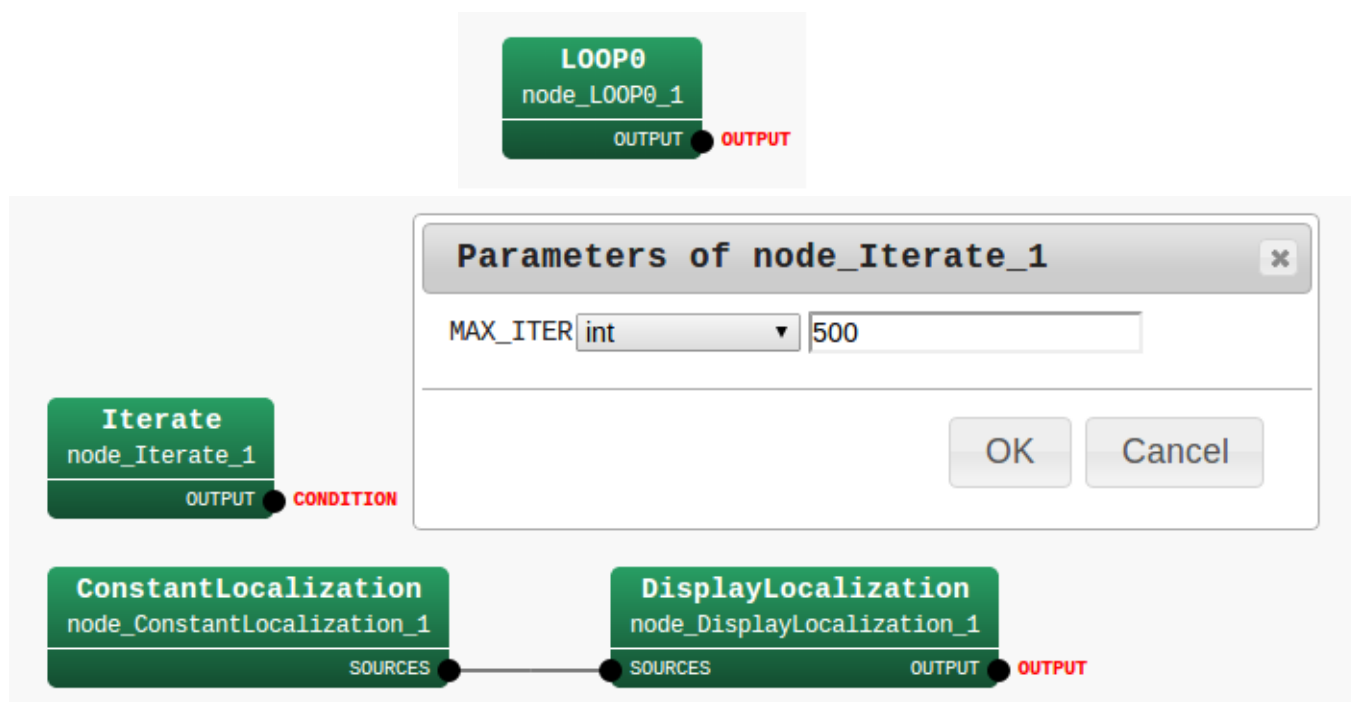 LOOP0
node_LOOP0_1
OUTPUT OUTPUT
Parameters of node_Iterate_1 ✖
MAX_ITER int ▼ 500
OK Cancel
Iterate
node_Iterate_1
OUTPUT CONDITION
ConstantLocalization DisplayLocalization
node_ConstantLocalization_1 node_DisplayLocalization_1
SOURCES SOURCES OUTPUT OUTPUT